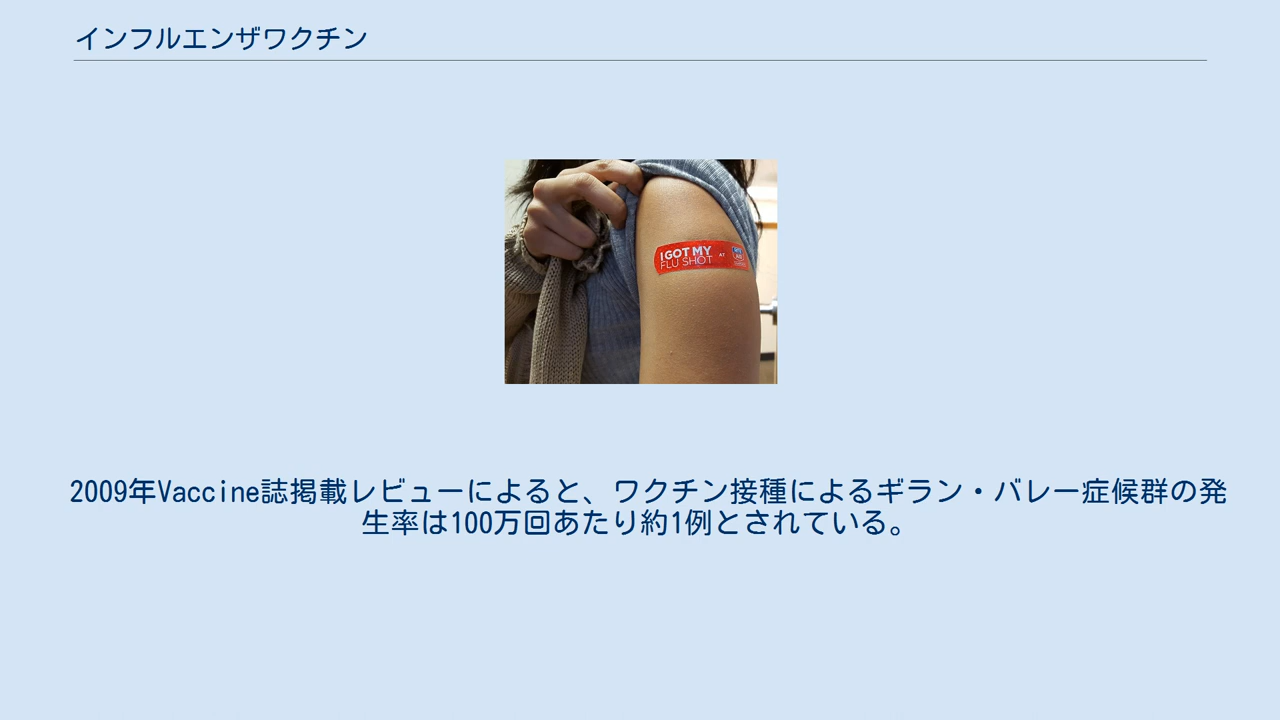 インフルエンザワクチン
I GOT MY
FLU SHOT AT
2009年Vaccine誌掲載レビューによると、ワクチン接種によるギラン・バレー症候群の発
生率は100万回あたり約1例とされている。